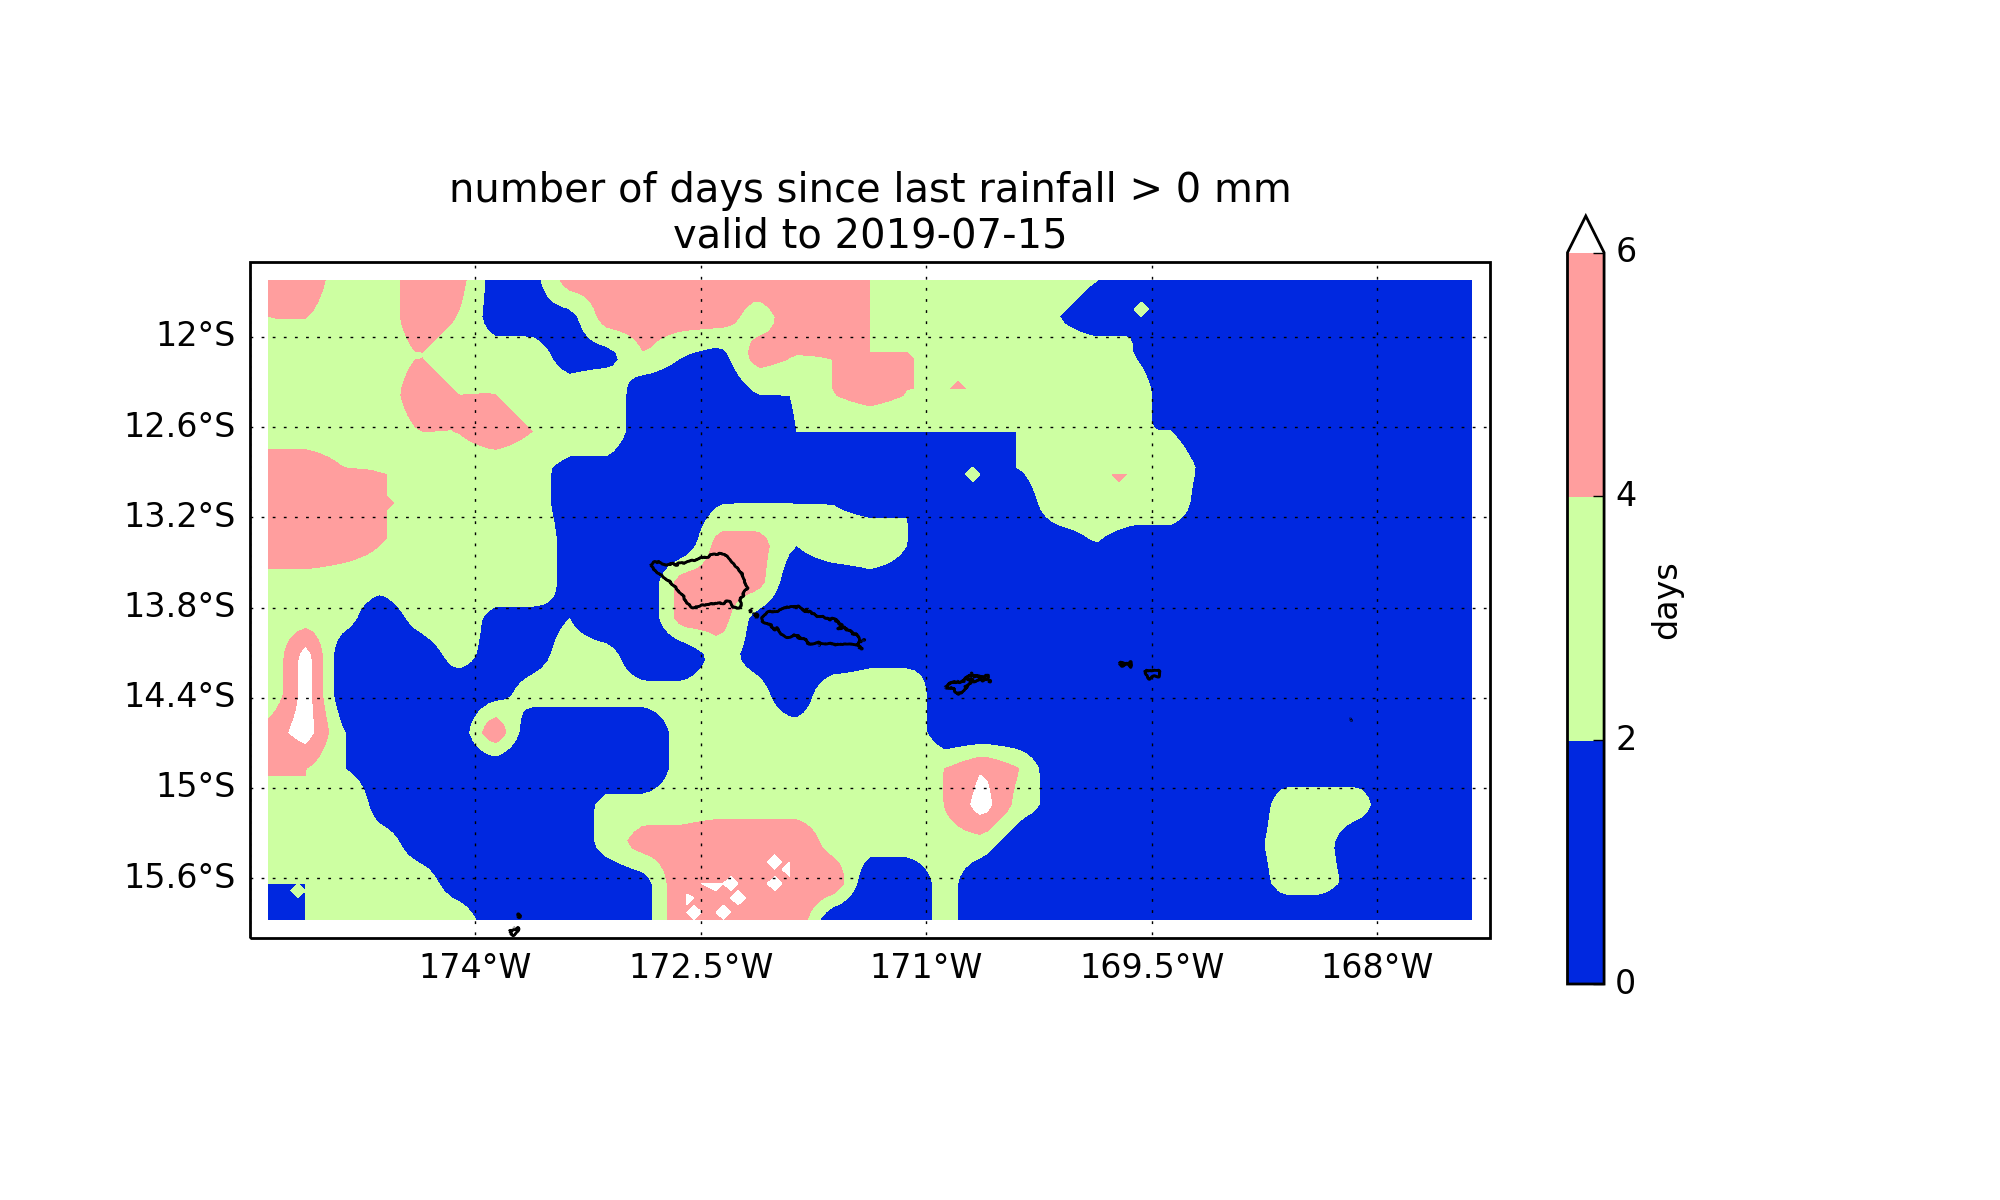 number of days since last rainfall > 0 mm
valid to 2019-07-15
12°S
12.6°S
13.2°S
13.8°S
14.4°S
15°S
15.6°S
174°W
172.5°W
171°W
169.5°W
168°W
6
4
2
0
days